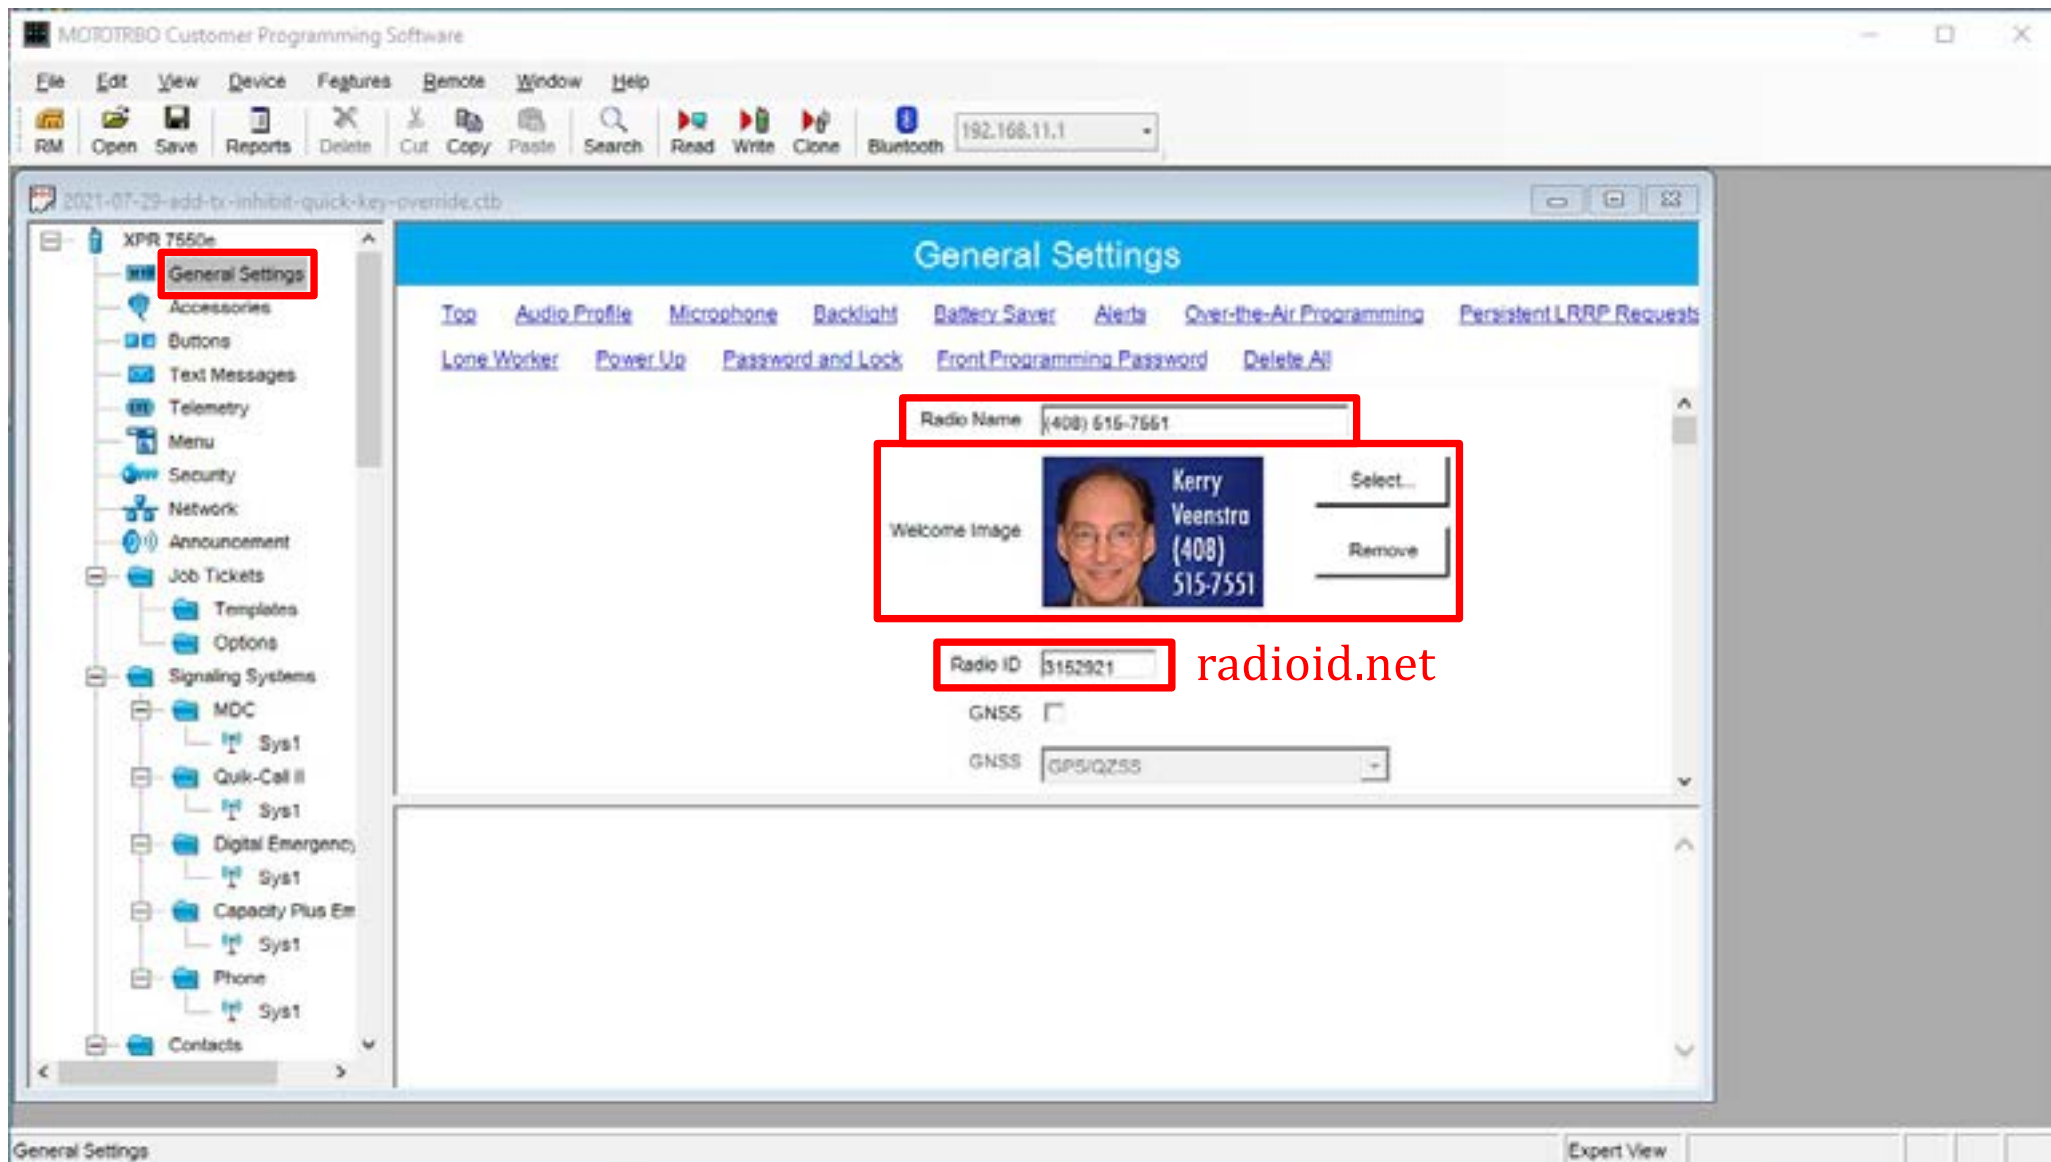 MOTOTRBO Customer Programming Software
File Edit View Device Features Remote Window Help
RM Open Save Reports Delete Cut Copy Paste Search Read Write Clone Bluetooth 192.168.11.1
2021-07-29-add-tx-inhibit-quick-key-override.ctb
XPR 7550e
General Settings
Accessories
Buttons
Text Messages
Telemetry
Menu
Security
Network
Announcement
Job Tickets
Templates
Options
Signaling Systems
MDC
Sys1
Quik-Call II
Sys1
Digital Emergency
Sys1
Capacity Plus Em
Sys1
Phone
Sys1
Contacts
General Settings
Top Audio Profile Microphone Backlight Battery Saver Alerts Over-the-Air Programming Persistent LRRP Requests
Lone Worker Power Up Password and Lock Front Programming Password Delete All
Radio Name (408) 515-7551
Welcome Image
Kerry
Veenstra
(408)
515-7551
Select...
Remove
Radio ID 3152921 radioid.net
GNSS
GNSS GPS/QZSS
General Settings
Expert View